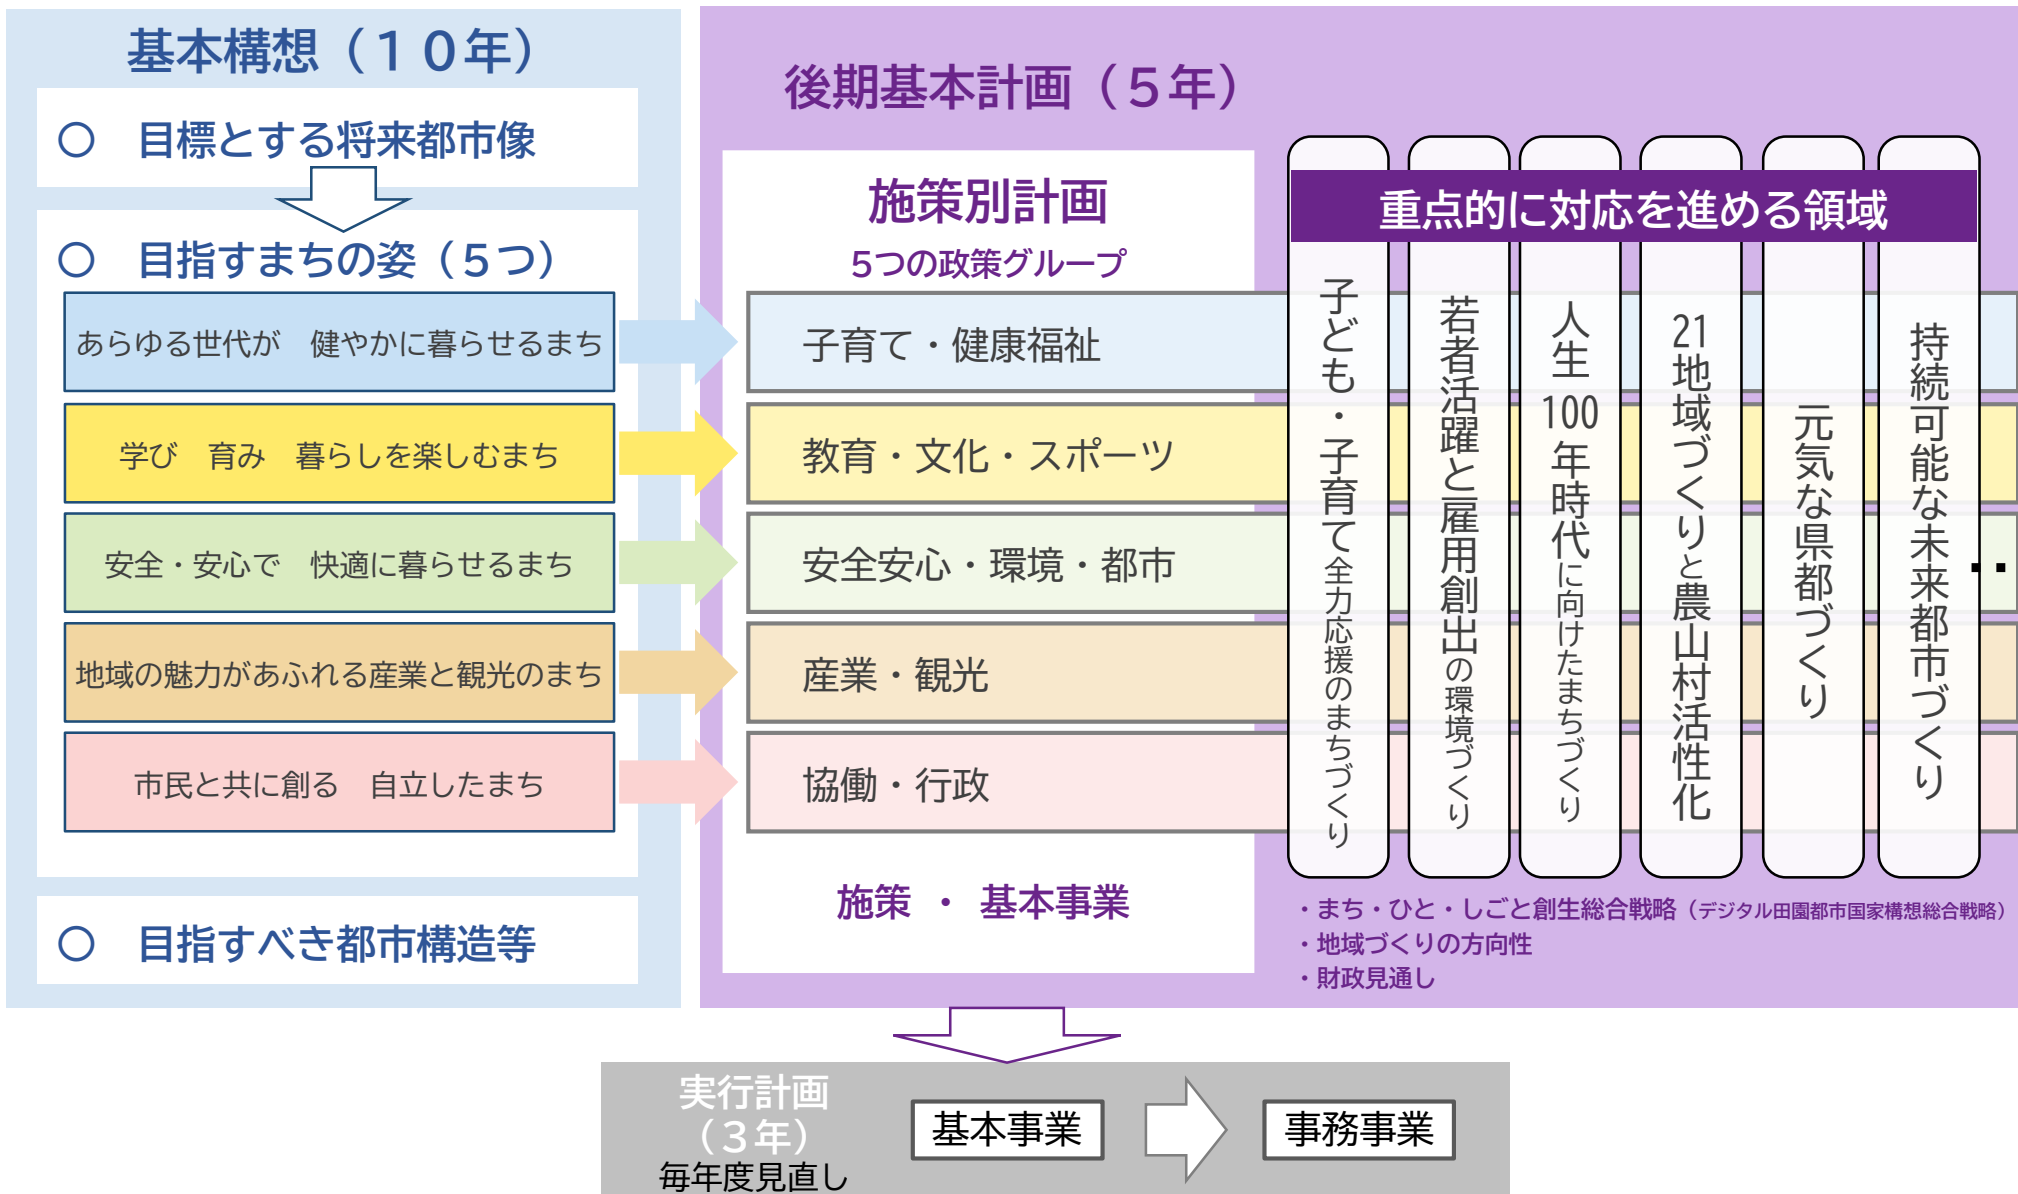 基本構想（１０年）
○　目標とする将来都市像
○　目指すまちの姿（５つ）
あらゆる世代が　健やかに暮らせるまち
学び　育み　暮らしを楽しむまち
安全・安心で　快適に暮らせるまち
地域の魅力があふれる産業と観光のまち
市民と共に創る　自立したまち
○　目指すべき都市構造等
後期基本計画（５年）
施策別計画
5つの政策グループ
子育て・健康福祉
教育・文化・スポーツ
安全安心・環境・都市
産業・観光
協働・行政
施策 ・ 基本事業
重点的に対応を進める領域
子ども・子育て全力応援のまちづくり
若者活躍と雇用創出の環境づくり
人生100年時代に向けたまちづくり
21地域づくりと農山村活性化
元気な県都づくり
持続可能な未来都市づくり
‥
・まち・ひと・しごと創生総合戦略（デジタル田園都市国家構想総合戦略）
・地域づくりの方向性
・財政見通し
実行計画
（３年）
毎年度見直し
基本事業
事務事業